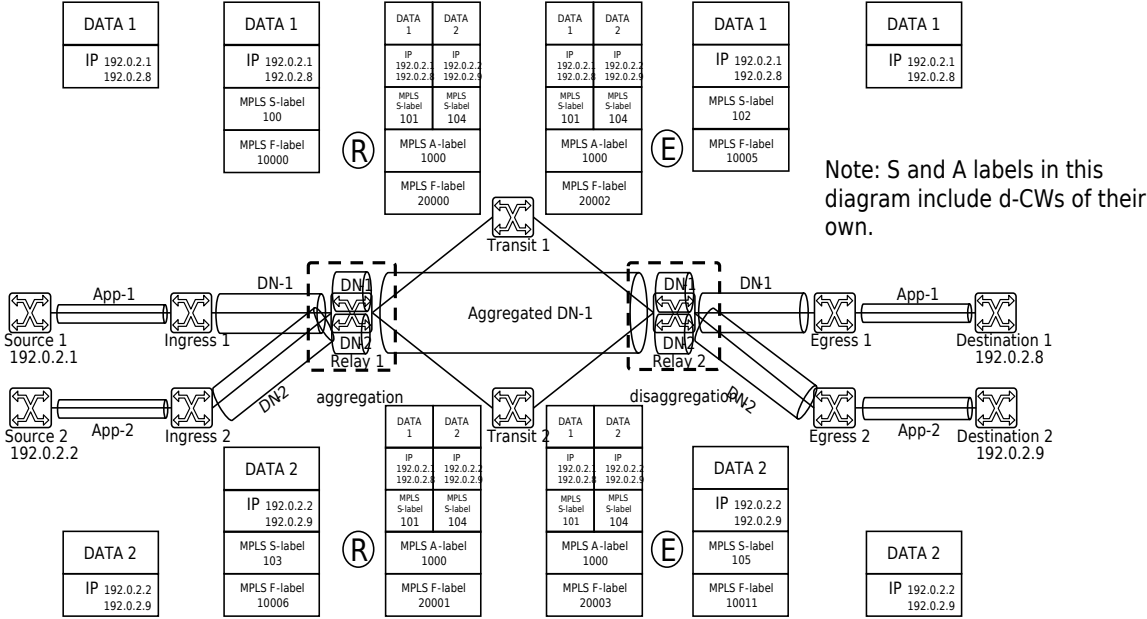 DATA 1
IP 192.0.2.1
192.0.2.8
DATA 1
IP 192.0.2.1
192.0.2.8
MPLS S-label
100
MPLS F-label
10000
R
DATA
1
DATA
2
IP
192.0.2.1
192.0.2.8
IP
192.0.2.2
192.0.2.9
MPLS
S-label
101
MPLS
S-label
104
MPLS A-label
1000
MPLS F-label
20000
DATA
1
DATA
2
IP
192.0.2.1
192.0.2.8
IP
192.0.2.2
192.0.2.9
MPLS
S-label
101
MPLS
S-label
104
MPLS A-label
1000
MPLS F-label
20002
E
DATA 1
IP 192.0.2.1
192.0.2.8
MPLS S-label
102
MPLS F-label
10005
DATA 1
IP 192.0.2.1
192.0.2.8
Note: S and A labels in this
diagram include d-CWs of their
own.
Transit 1
App-1
DN-1
DN-1
Aggregated DN-1
DN-1
DN-1
App-1
Source 1
192.0.2.1
Ingress 1
DN-2
Relay 1
DN-2
Relay 2
Egress 1
Destination 1
192.0.2.8
DN-2
aggregation
disaggregation
DN-2
App-2
Source 2
192.0.2.2
Ingress 2
Transit 2
Egress 2
App-2
Destination 2
192.0.2.9
DATA 2
IP 192.0.2.2
192.0.2.9
DATA 2
IP 192.0.2.2
192.0.2.9
MPLS S-label
103
MPLS F-label
10006
R
DATA
1
DATA
2
IP
192.0.2.1
192.0.2.8
IP
192.0.2.2
192.0.2.9
MPLS
S-label
101
MPLS
S-label
104
MPLS A-label
1000
MPLS F-label
20001
DATA
1
DATA
2
IP
192.0.2.1
192.0.2.8
IP
192.0.2.2
192.0.2.9
MPLS
S-label
101
MPLS
S-label
104
MPLS A-label
1000
MPLS F-label
20003
E
DATA 2
IP 192.0.2.2
192.0.2.9
MPLS S-label
105
MPLS F-label
10011
DATA 2
IP 192.0.2.2
192.0.2.9